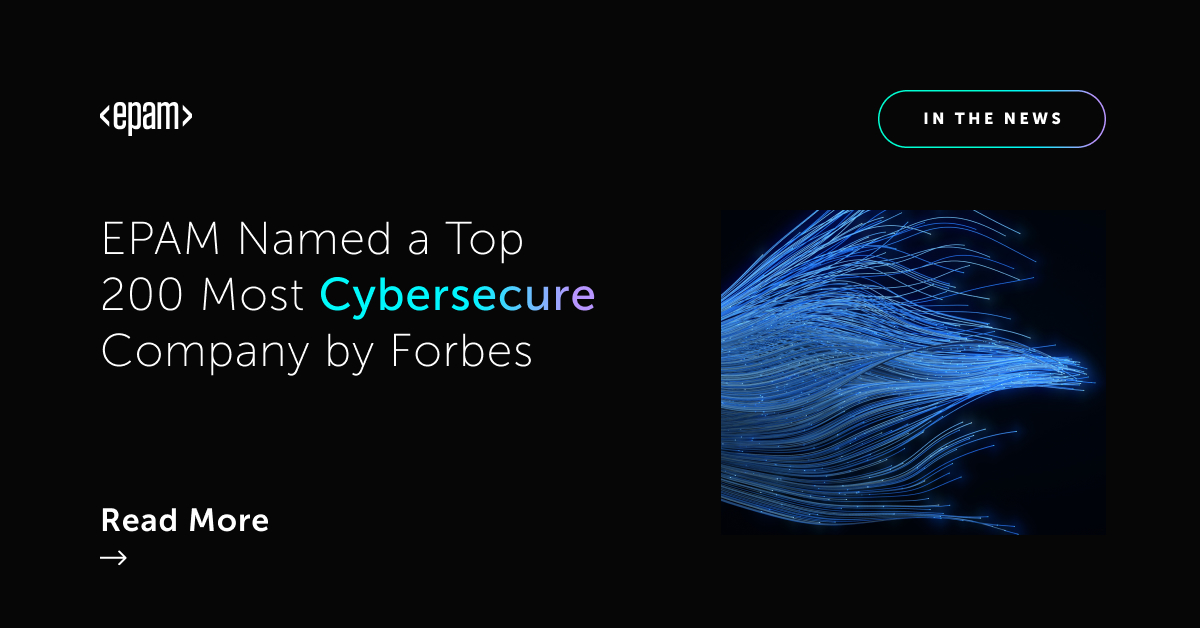 <epam>
IN THE NEWS
EPAM Named a Top
200 Most Cybersecure
Company by Forbes
Read More